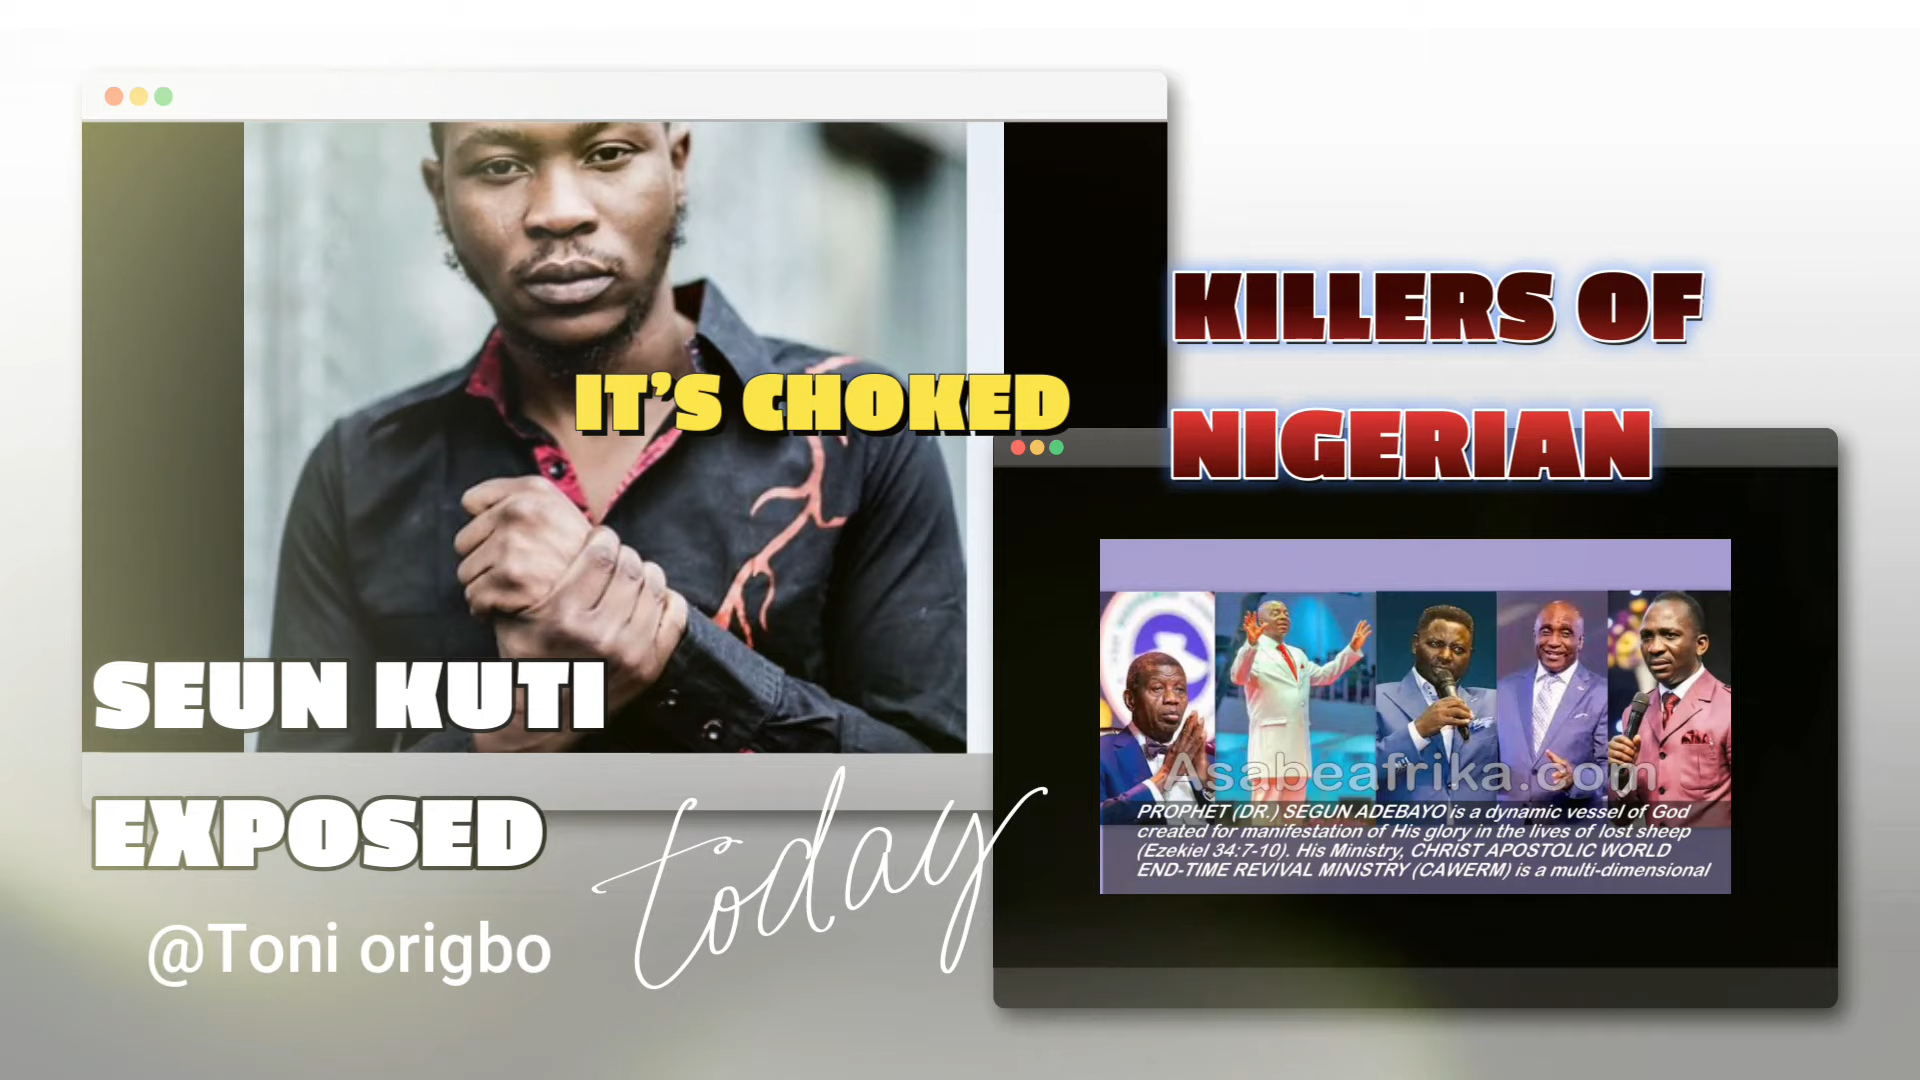 KILLERS OF
NIGERIAN
IT'S CHOKED
SEUN KUTI
EXPOSED
today
@Toni origbo
Asabeafrika.com
PROPHET (DR.) SEGUN ADEBAYO is a dynamic vessel of God
created for manifestation of His glory in the lives of lost sheep
(Ezekiel 34:7-10). His Ministry, CHRIST APOSTOLIC WORLD
END-TIME REVIVAL MINISTRY (CAWERM) is a multi-dimensional